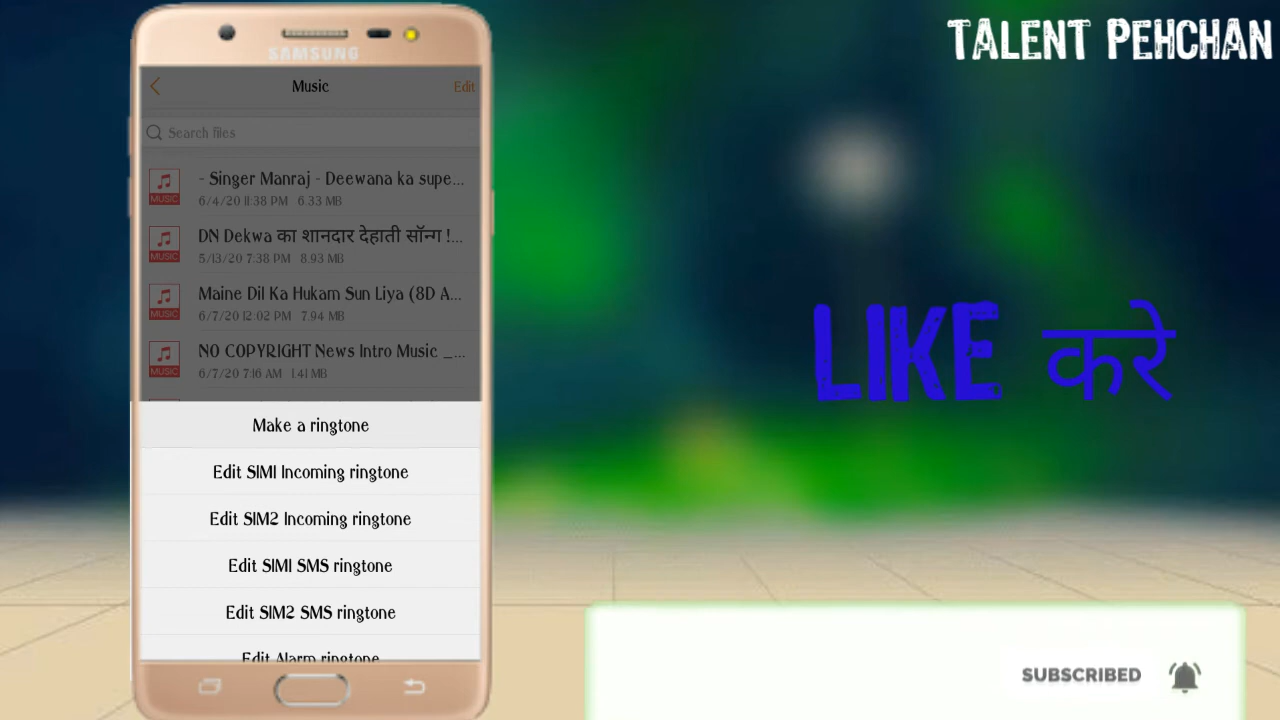 TALENT PEHCHAN
SAMSUNG
Music
Edit
Search files
- Singer Manraj - Deewana ka supe...
6/4/20 11:38 PM 6.33 MB
MUSIC
DN Dekwa का शानदार देहाती सॉन्ग !...
5/13/20 7:38 PM 8.93 MB
MUSIC
Maine Dil Ka Hukam Sun Liya (8D A...
6/7/20 12:02 PM 7.94 MB
MUSIC
NO COPYRIGHT News Intro Music _...
6/7/20 7:16 AM 1.41 MB
MUSIC
LIKE करे
Make a ringtone
Edit SIM1 Incoming ringtone
Edit SIM2 Incoming ringtone
Edit SIM1 SMS ringtone
Edit SIM2 SMS ringtone
Edit Alarm ringtone
SUBSCRIBED